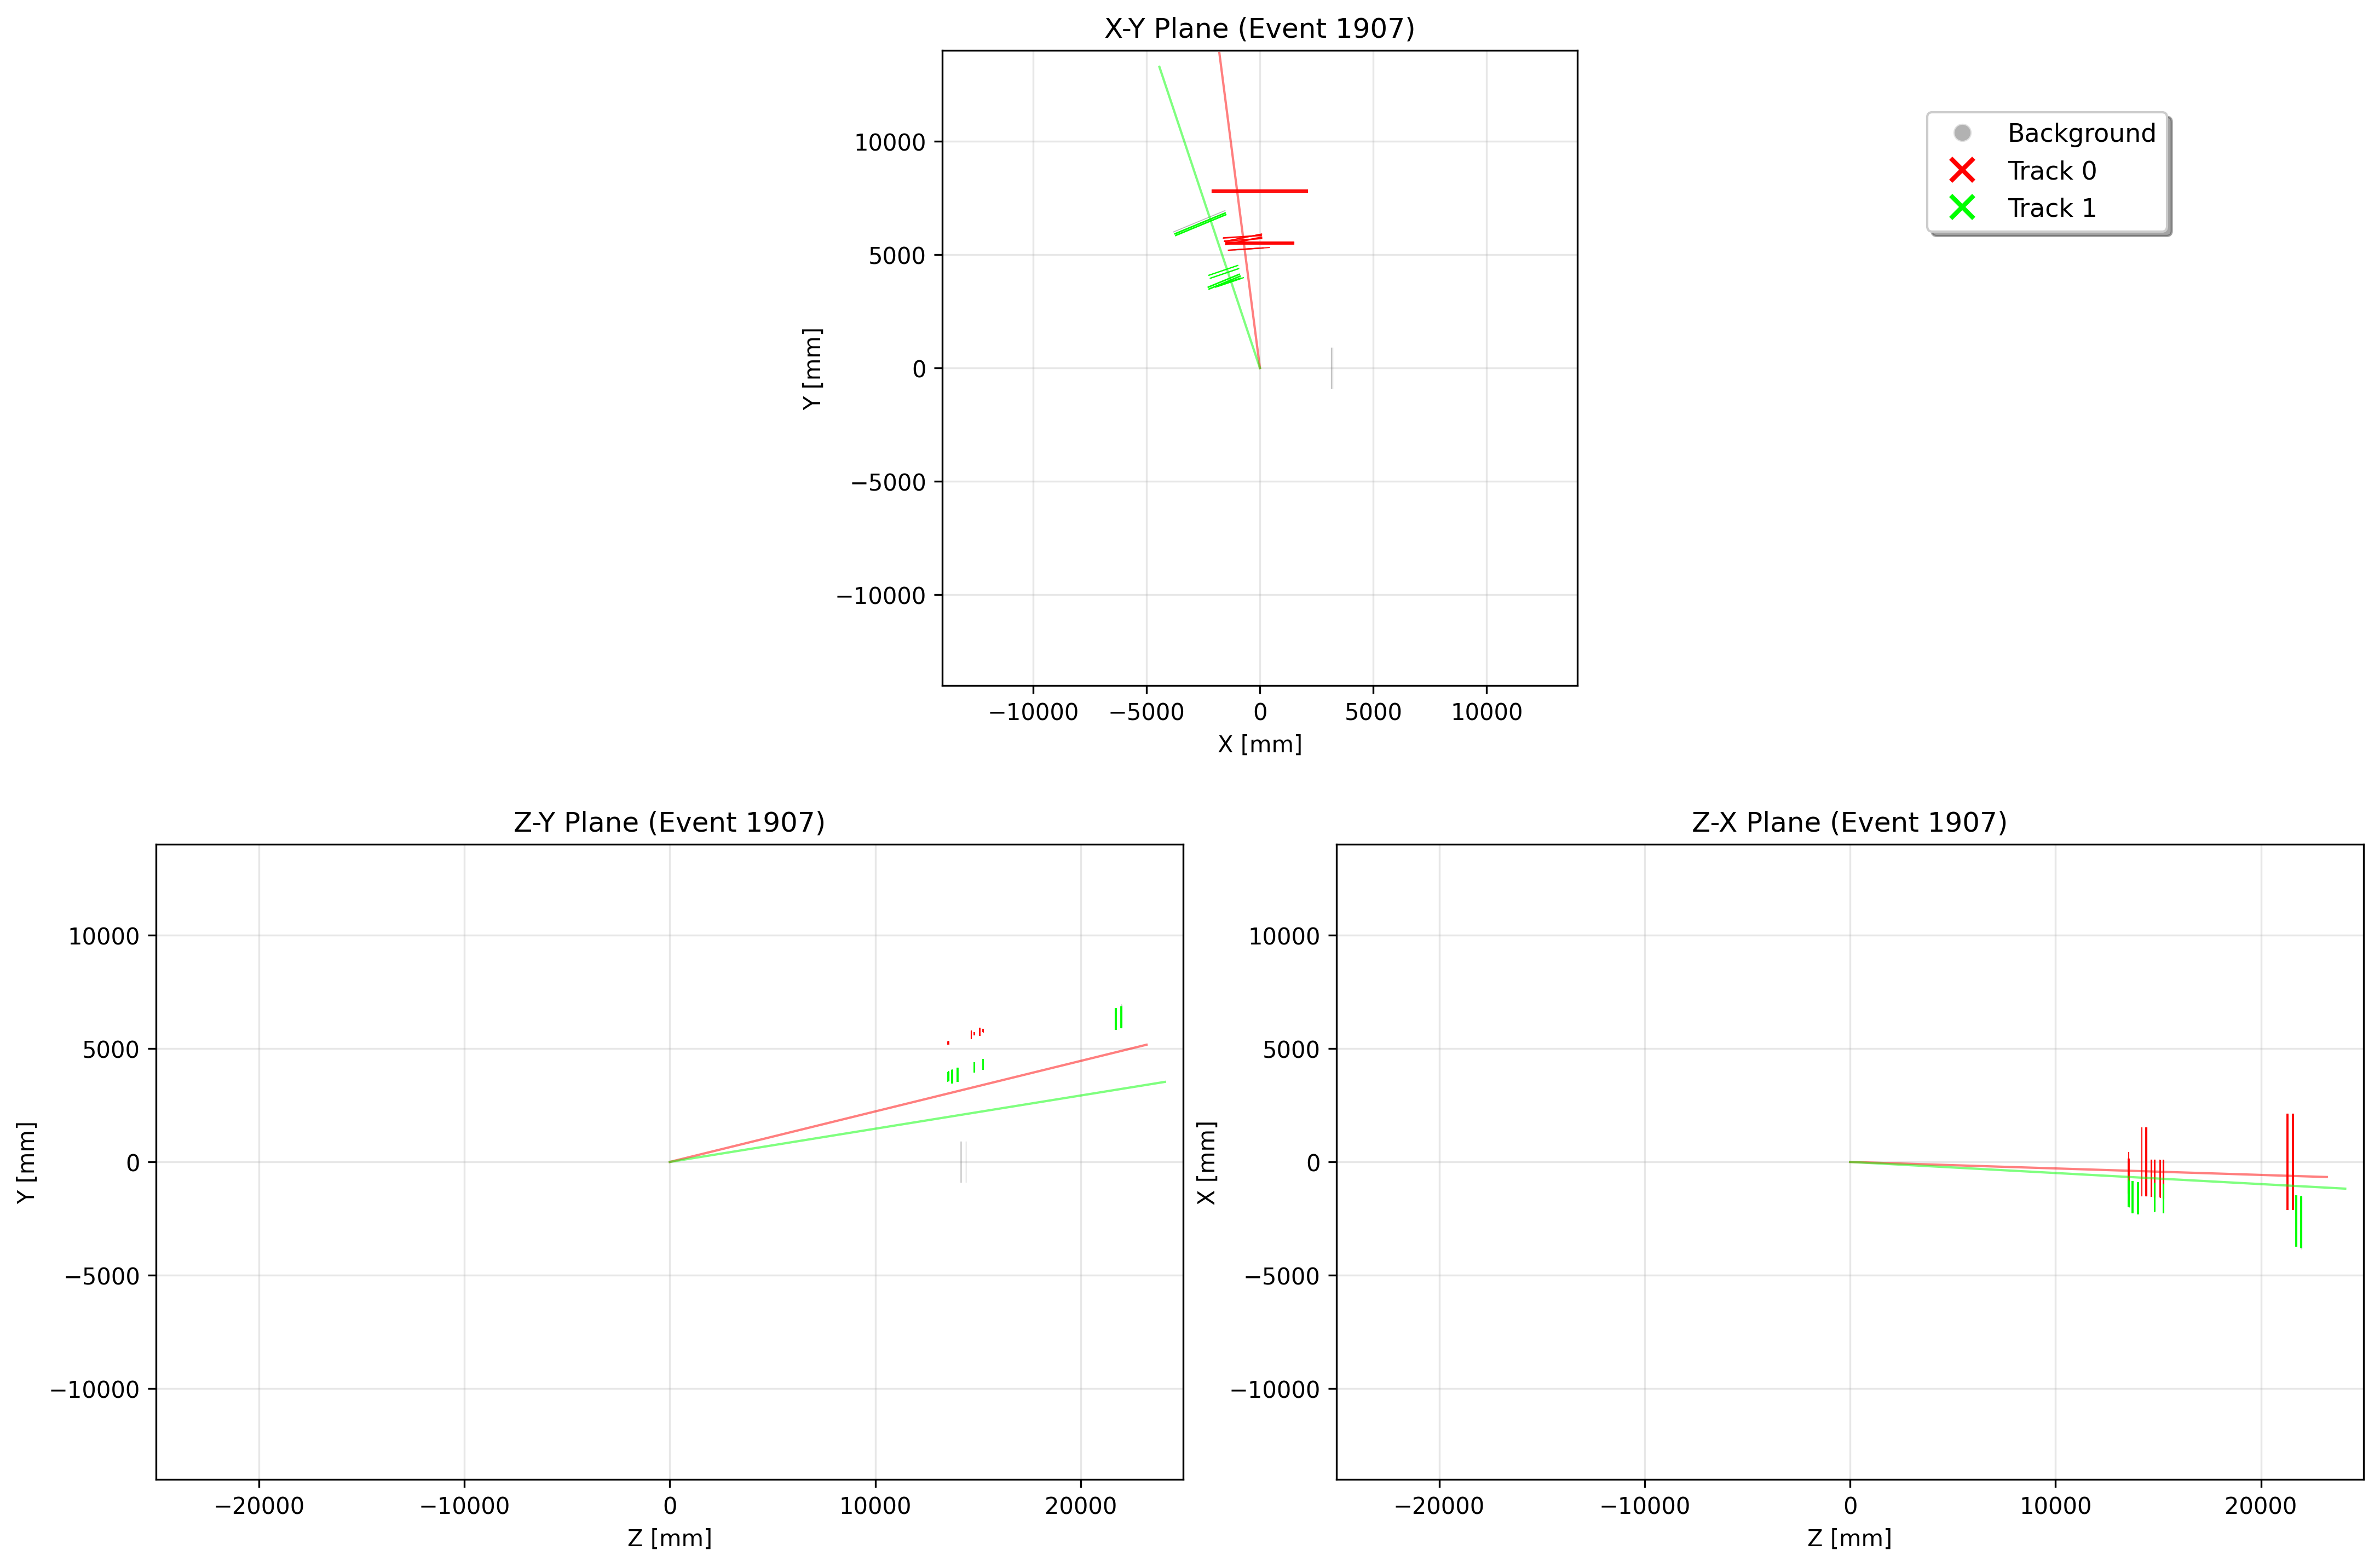 X-Y Plane (Event 1907)
Y [mm]
10000
5000
0
−5000
−10000
−10000 −5000 0 5000 10000
X [mm]
Background
Track 0
Track 1
Z-Y Plane (Event 1907)
Y [mm]
10000
5000
0
−5000
−10000
−20000 −10000 0 10000 20000
Z [mm]
Z-X Plane (Event 1907)
X [mm]
10000
5000
0
−5000
−10000
−20000 −10000 0 10000 20000
Z [mm]